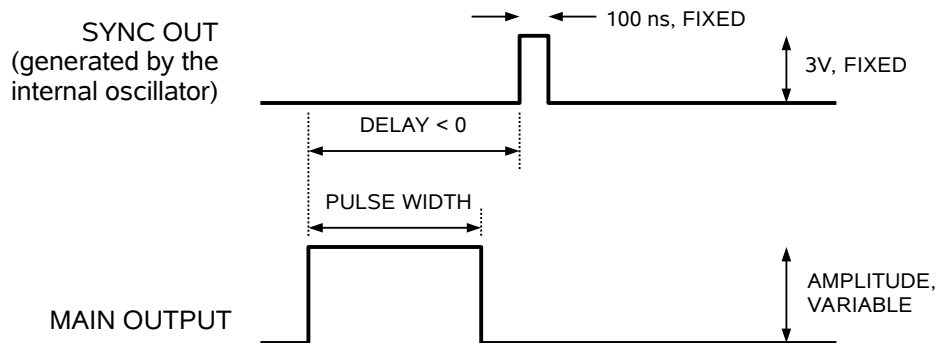 100 ns, FIXED
SYNC OUT
(generated by the
internal oscillator)
3V, FIXED
DELAY < 0
PULSE WIDTH
AMPLITUDE,
VARIABLE
MAIN OUTPUT